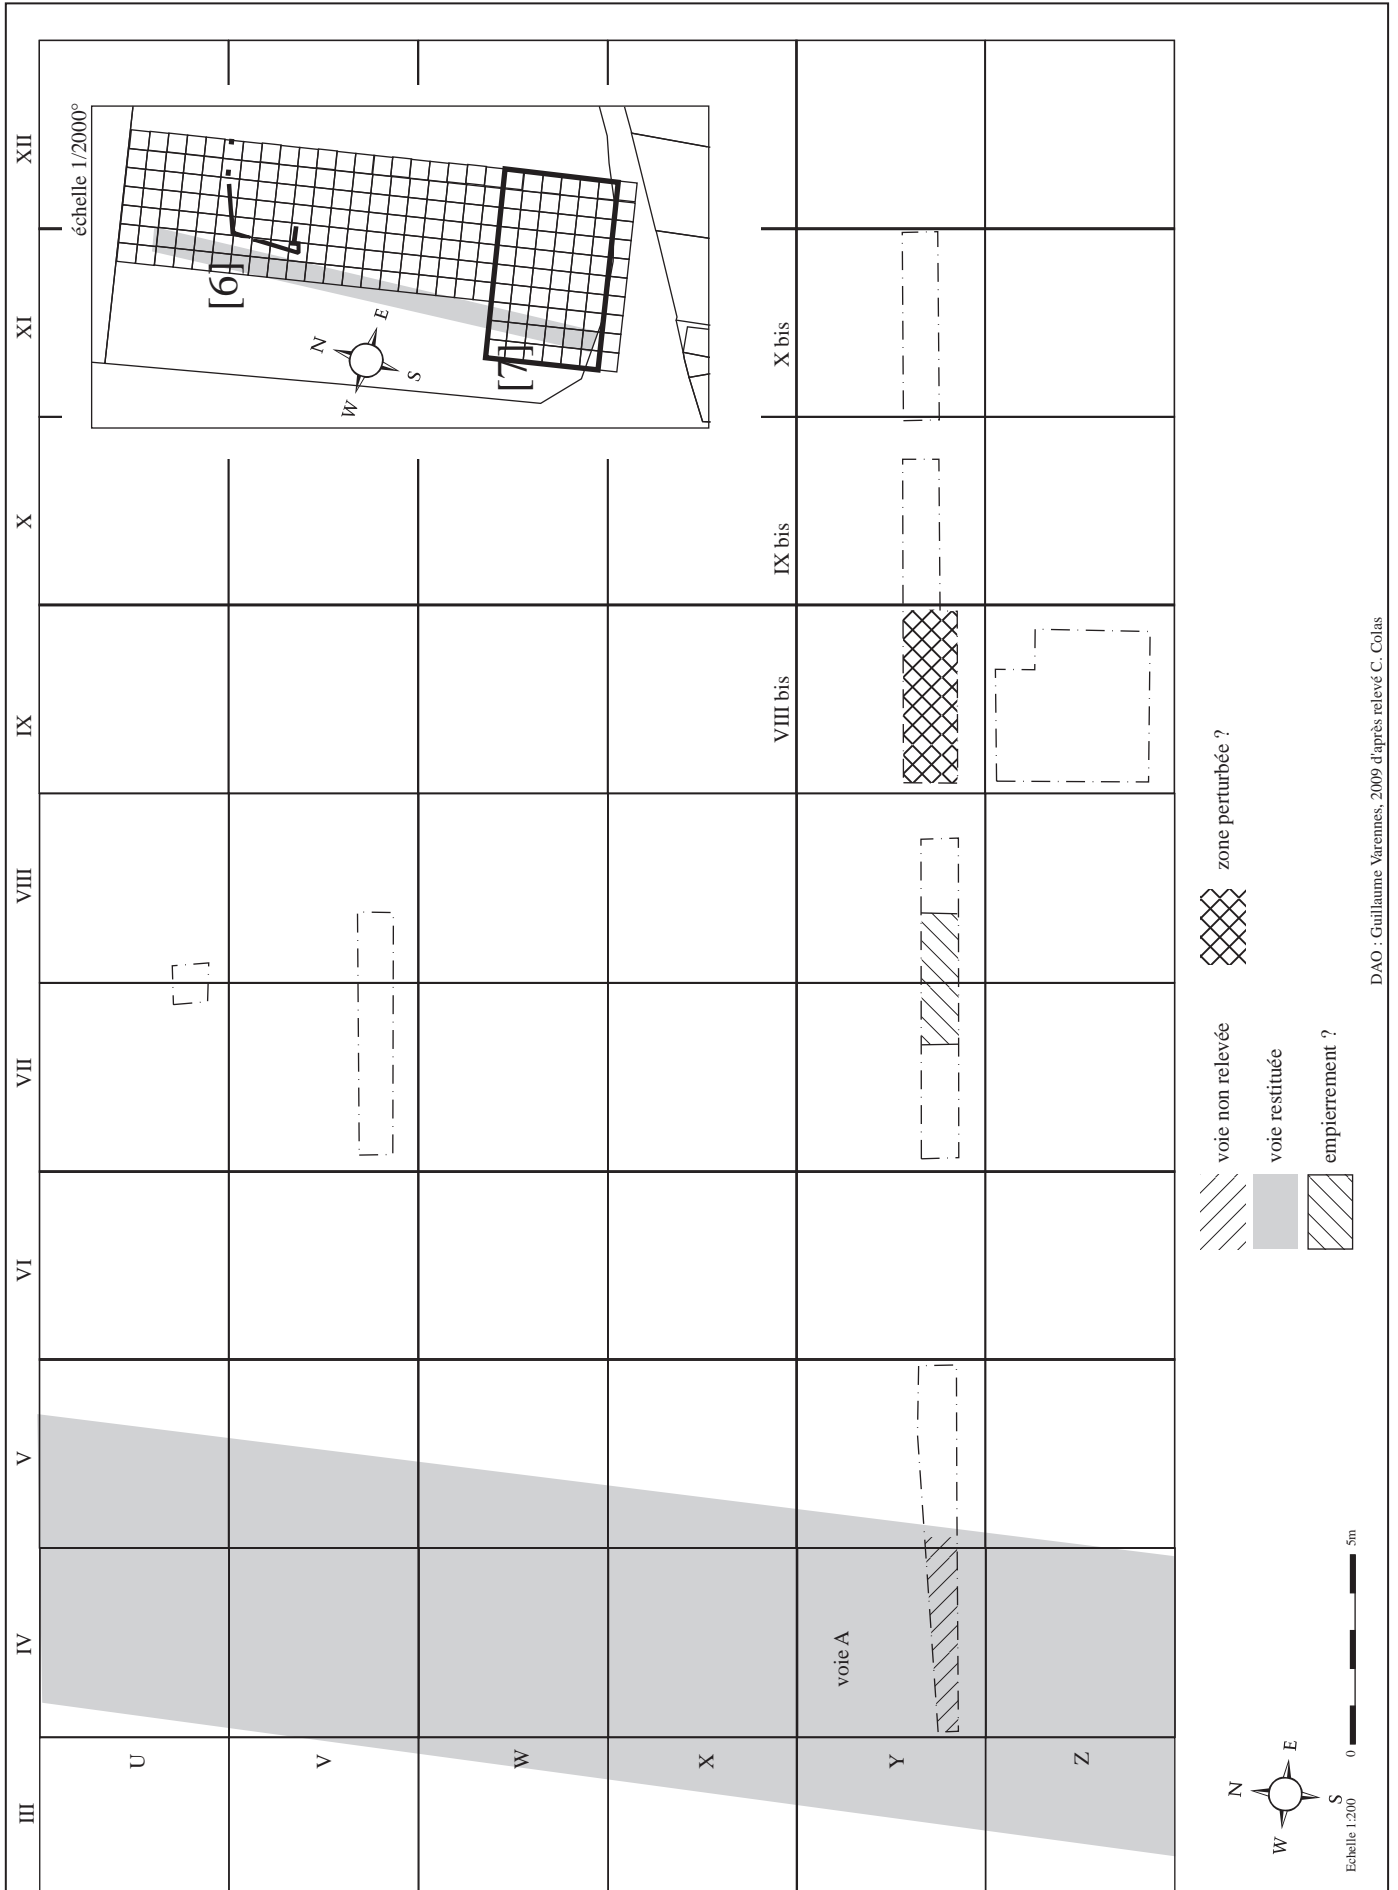 III
IV
V
VI
VII
VIII
IX
X
XI
XII
échelle 1/2000°
[6]
[7]
N
E
S
W
U
V
W
X
Y
Z
VIII bis
IX bis
X bis
voie A
N
E
S
W
Echelle 1:200
0
5m
voie non relevée
voie restituée
empierrement ?
zone perturbée ?
DAO : Guillaume Varennes, 2009 d'après relevé C. Colas